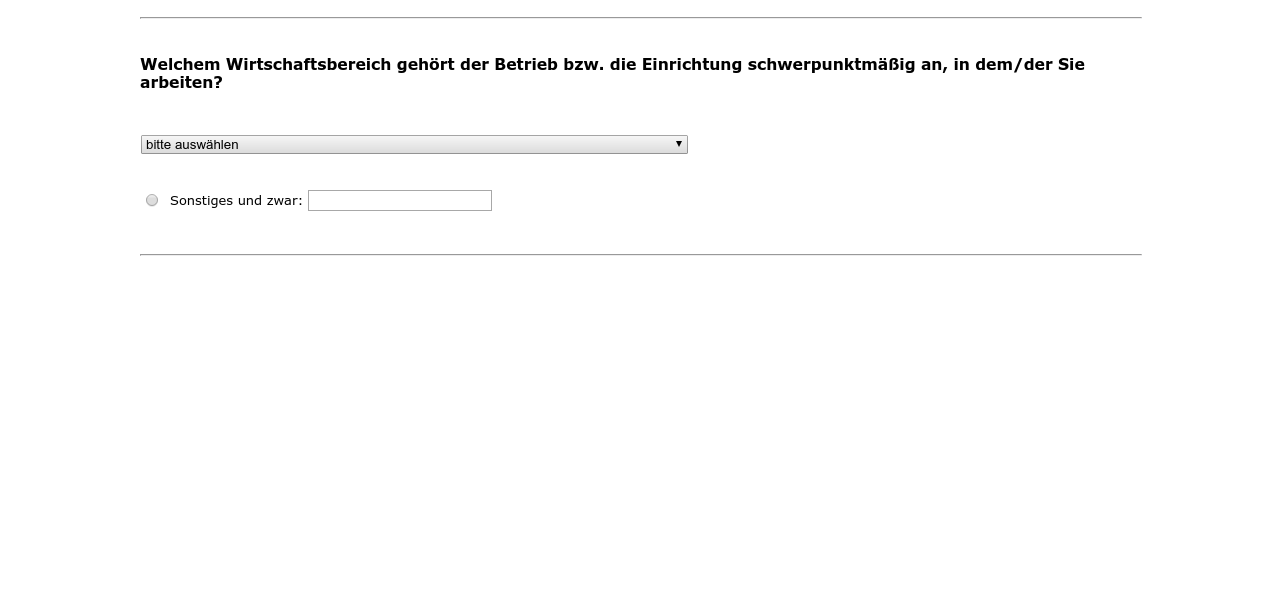 Welchem Wirtschaftsbereich gehört der Betrieb bzw. die Einrichtung schwerpunktmäßig an, in dem/der Sie
arbeiten?
bitte auswählen
Sonstiges und zwar: